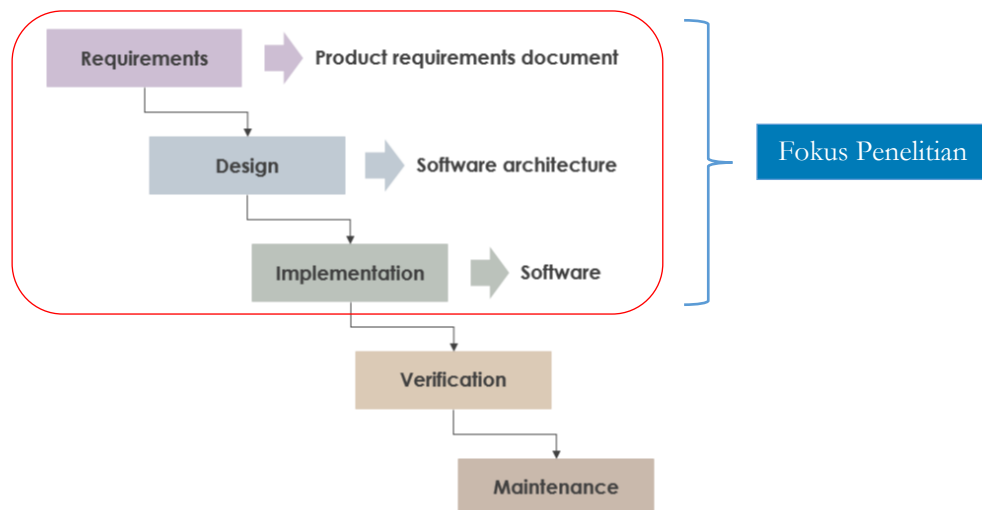 Requirements
Product requirements document
Fokus Penelitian
Design
Software architecture
Implementation
Software
Verification
Maintenance